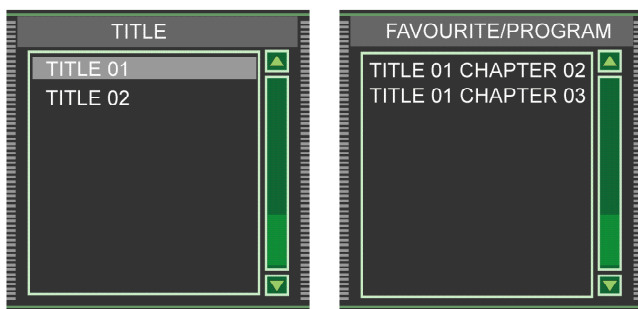 TITLE
TITLE 01
TITLE 02
FAVOURITE/PROGRAM
TITLE 01 CHAPTER 02
TITLE 01 CHAPTER 03